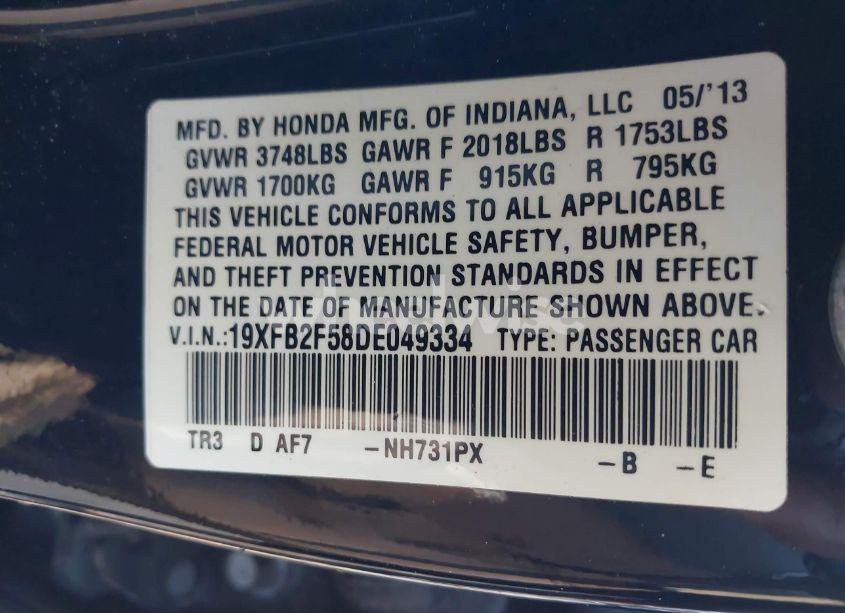 MFD. BY HONDA MFG. OF INDIANA, LLC 05/'13
GVWR 3748LBS GAWR F 2018LBS R 1753LBS
GVWR 1700KG GAWR F 915KG R 795KG
THIS VEHICLE CONFORMS TO ALL APPLICABLE
FEDERAL MOTOR VEHICLE SAFETY, BUMPER,
AND THEFT PREVENTION STANDARDS IN EFFECT
ON THE DATE OF MANUFACTURE SHOWN ABOVE.
V.I.N.:19XFB2F58DE049334 TYPE: PASSENGER CAR
TR3 D AF7 -NH731PX -B -E